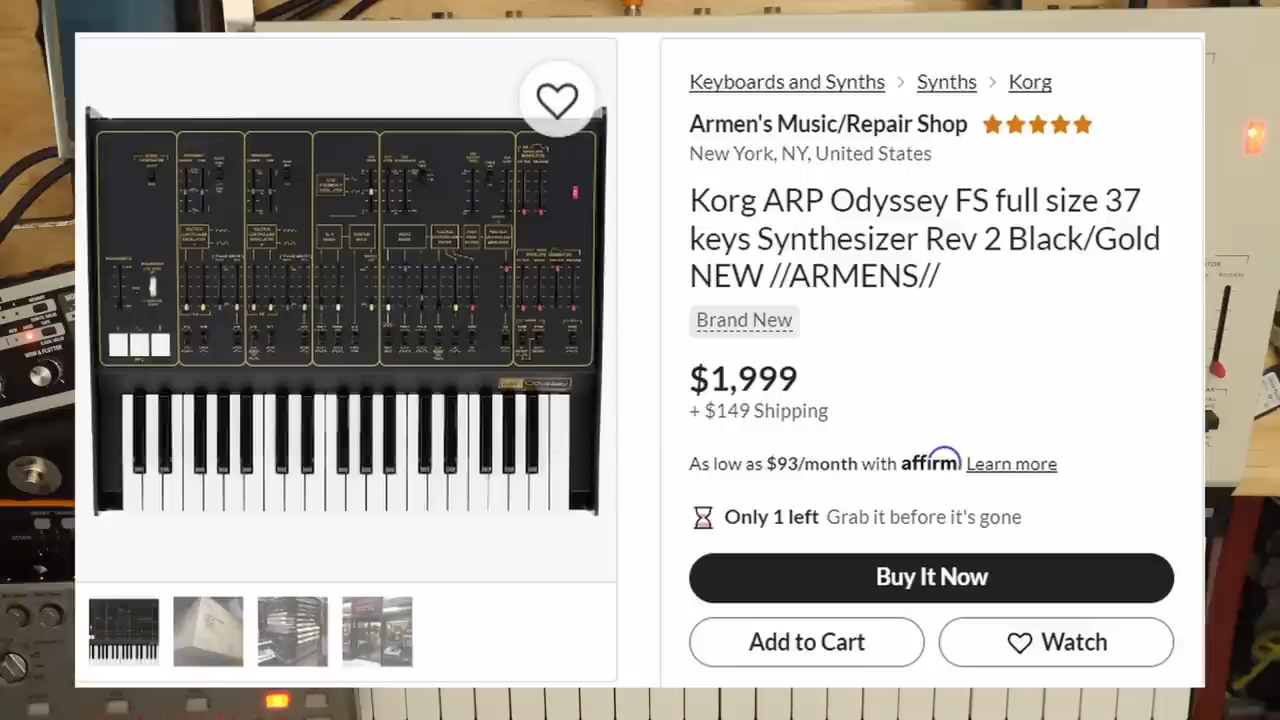 Keyboards and Synths > Synths > Korg
Armen's Music/Repair Shop
New York, NY, United States
Korg ARP Odyssey FS full size 37
keys Synthesizer Rev 2 Black/Gold
NEW //ARMENS//
Brand New
$1,999
+ $149 Shipping
As low as $93/month with affirm Learn more
Only 1 left Grab it before it's gone
Buy It Now
Add to Cart
Watch
Odyssey
WOW & FLUTTER